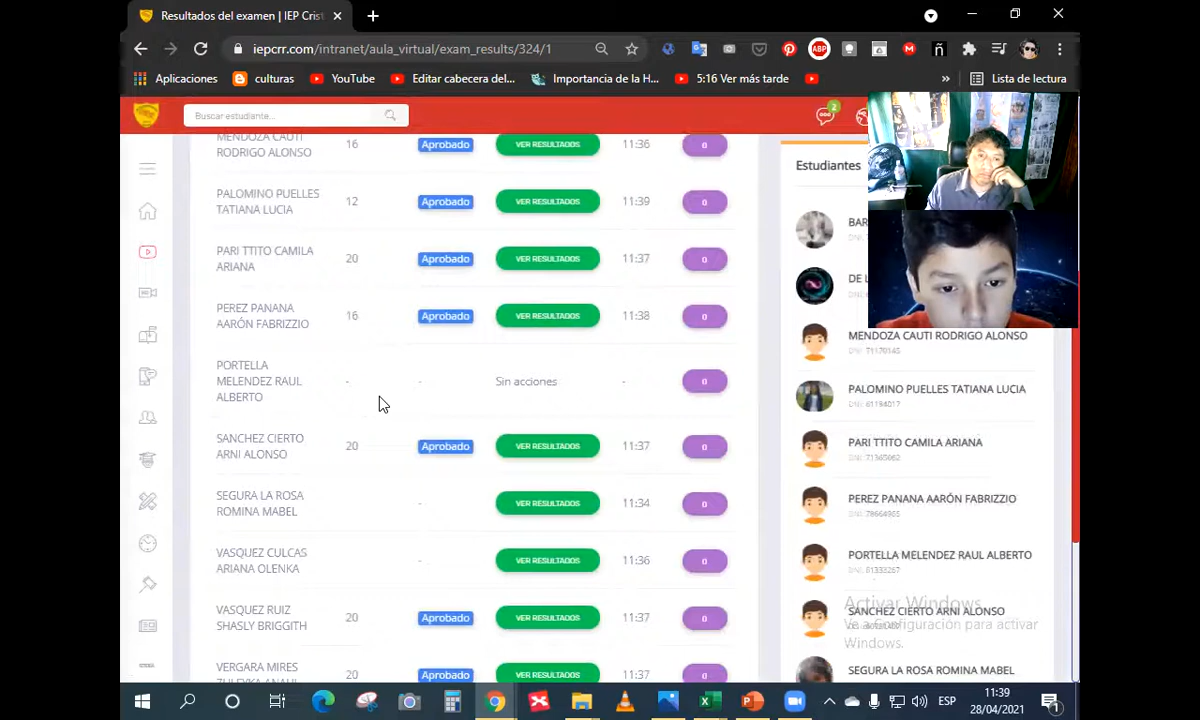 Resultados del examen | IEP Crist
iepcrr.com/intranet/aula_virtual/exam_results/324/1
Aplicaciones culturas YouTube Editar cabecera del... Importancia de la H... 5:16 Ver más tarde » Lista de lectura
Buscar estudiante... 2
MENDOZA CAUTI
RODRIGO ALONSO 16 Aprobado VER RESULTADOS 11:36 0
PALOMINO PUELLES
TATIANA LUCIA 12 Aprobado VER RESULTADOS 11:39 0
PARI TTITO CAMILA
ARIANA 20 Aprobado VER RESULTADOS 11:37 0
PEREZ PANANA
AARÓN FABRIZZIO 16 Aprobado VER RESULTADOS 11:38 0
PORTELLA
MELENDEZ RAUL - - Sin acciones - 0
ALBERTO
SANCHEZ CIERTO
ARNI ALONSO 20 Aprobado VER RESULTADOS 11:37 0
SEGURA LA ROSA
ROMINA MABEL - VER RESULTADOS 11:34 0
VASQUEZ CULCAS
ARIANA OLENKA - VER RESULTADOS 11:36 0
VASQUEZ RUIZ
SHASLY BRIGGITH 20 Aprobado VER RESULTADOS 11:37 0
VERGARA MIRES 20 Aprobado VER RESULTADOS 11:37 0
Estudiantes
BAR
DE L
MENDOZA CAUTI RODRIGO ALONSO
DNI: 71170145
PALOMINO PUELLES TATIANA LUCIA
PARI TTITO CAMILA ARIANA
PEREZ PANANA AARÓN FABRIZZIO
PORTELLA MELENDEZ RAUL ALBERTO
SANCHEZ CIERTO ARNI ALONSO
SEGURA LA ROSA ROMINA MABEL
Activar Windows
Ve a Configuración para activar
Windows.
ESP 11:39
28/04/2021 1